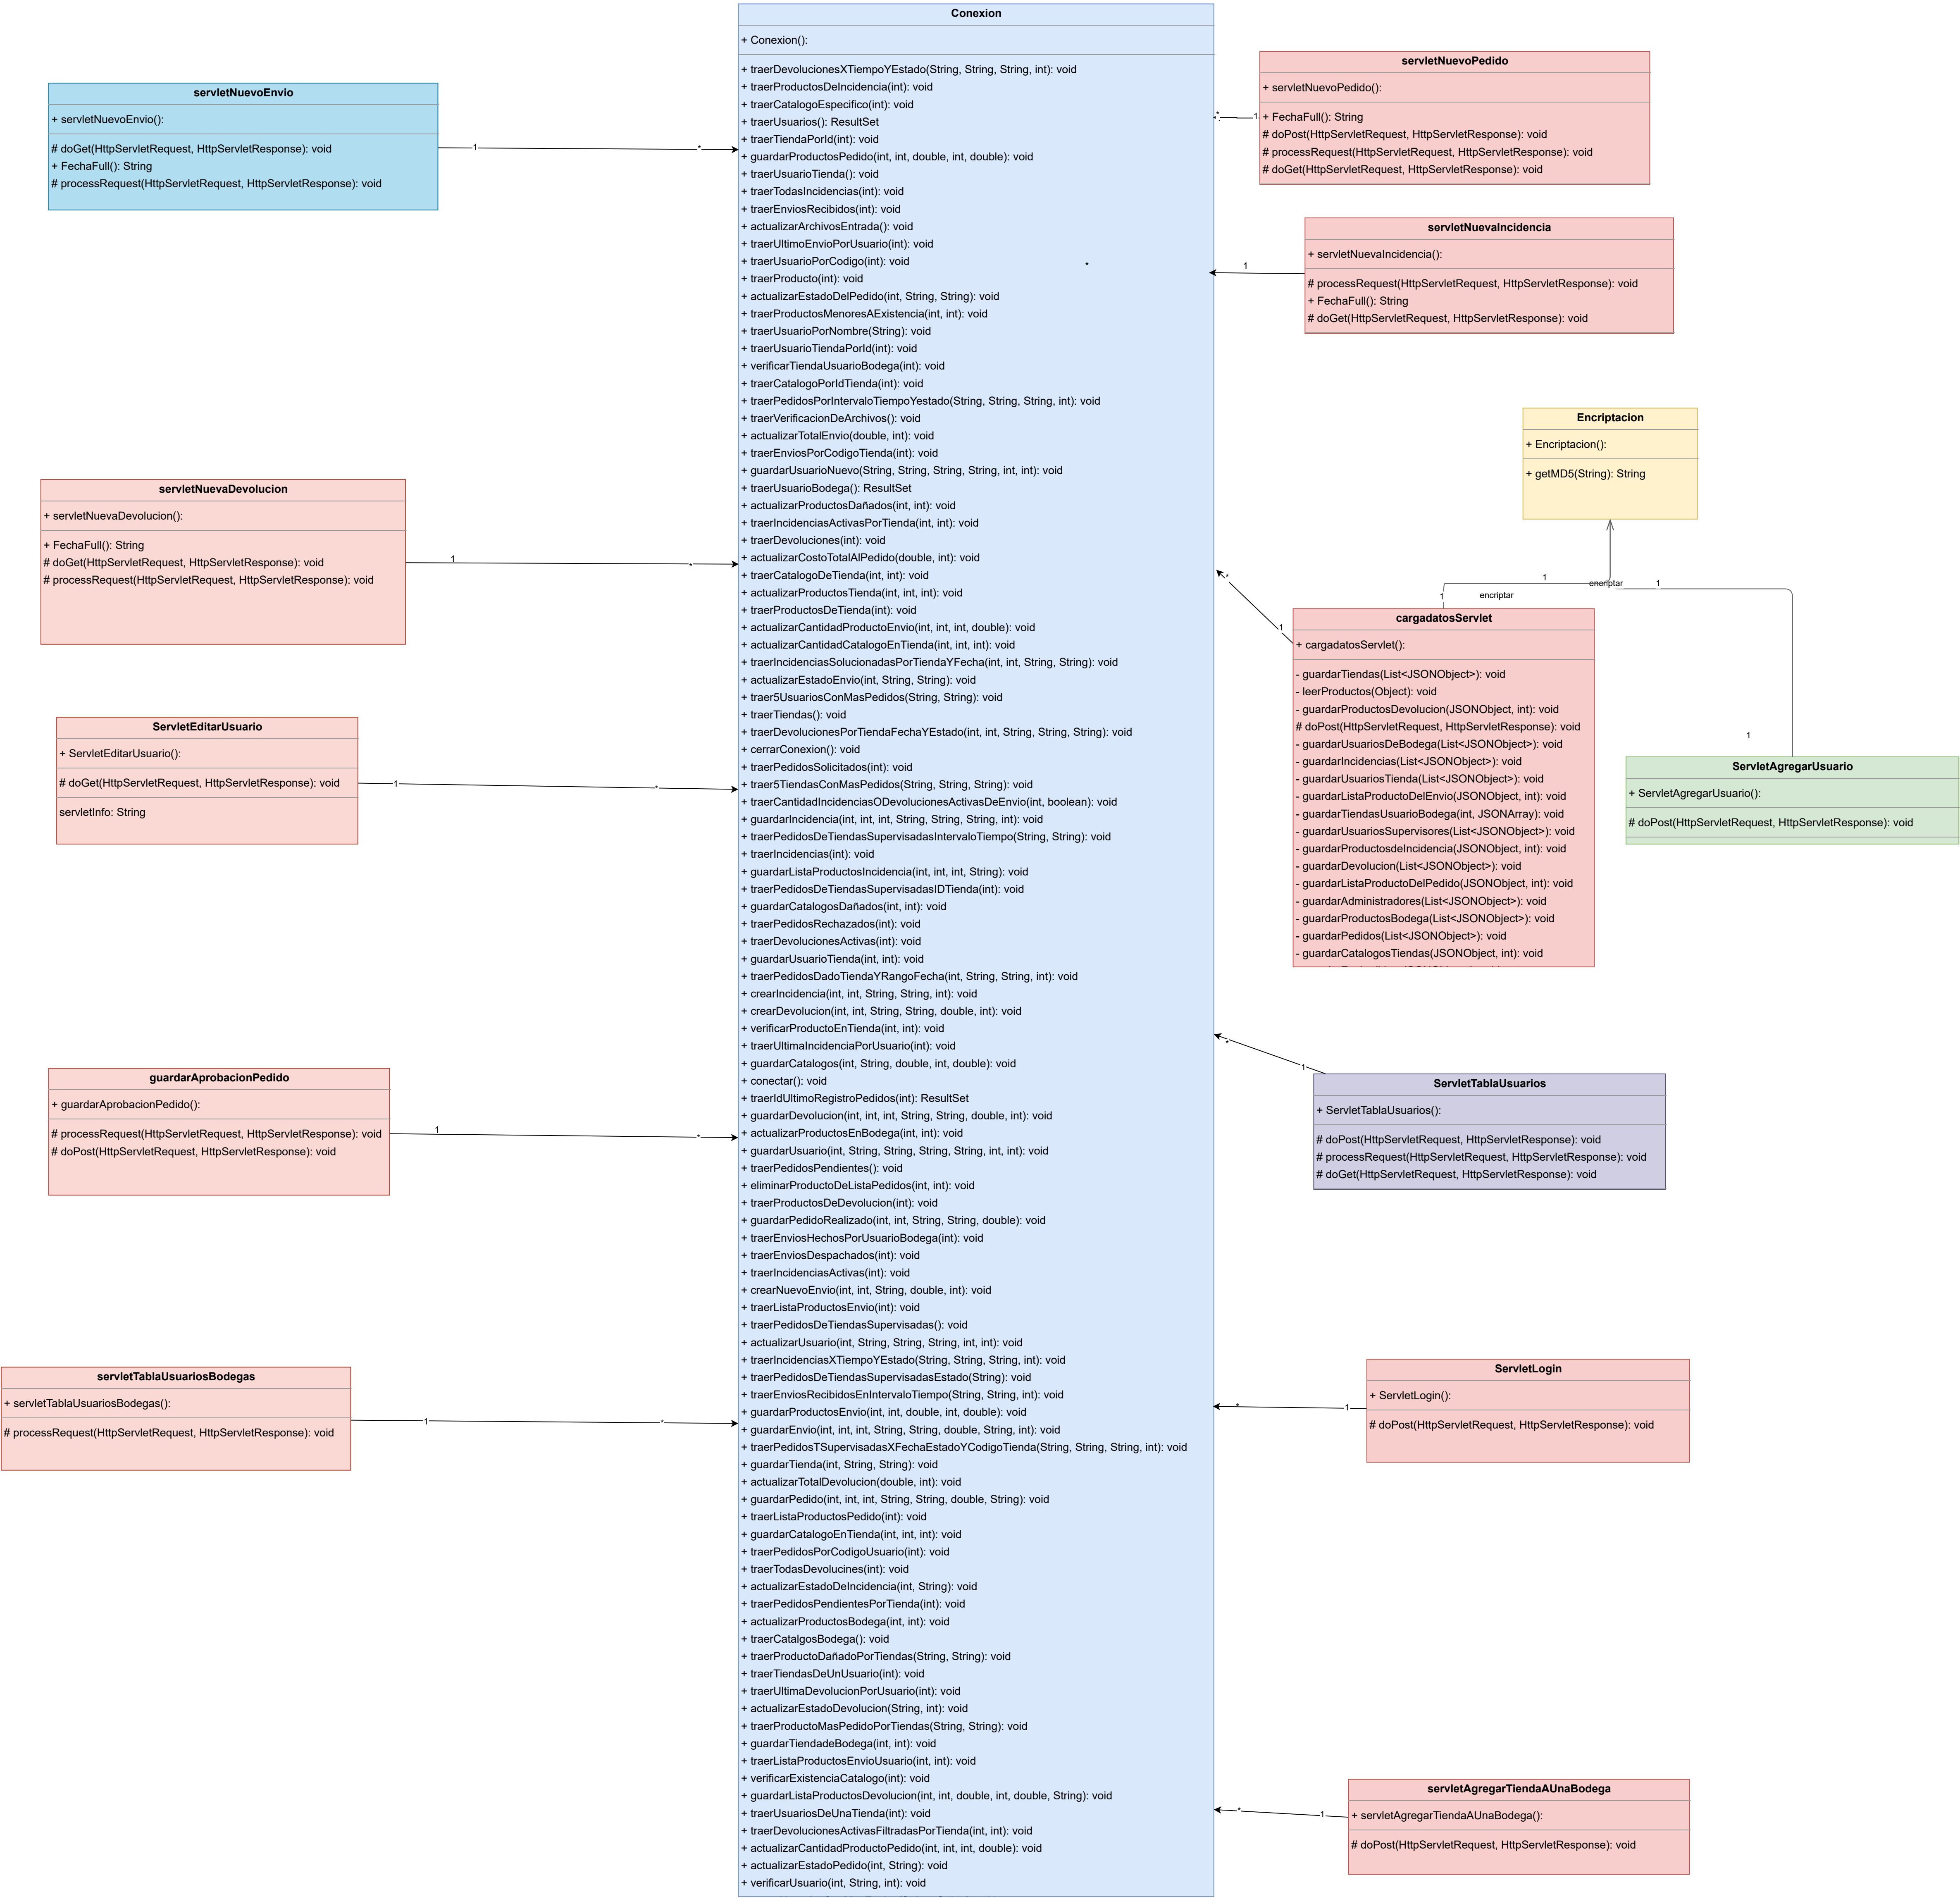 Conexion
+ Conexion():
+ traerDevolucionesXTiempoYEstado(String, String, String, int): void
+ traerProductosDeIncidencia(int): void
+ traerCatalogoEspecifico(int): void
+ traerUsuarios(): ResultSet
+ traerTiendaPorId(int): void
+ guardarProductosPedido(int, int, double, int, double): void
+ traerUsuarioTienda(): void
+ traerTodasIncidencias(int): void
+ traerEnviosRecibidos(int): void
+ actualizarArchivosEntrada(): void
+ traerUltimoEnvioPorUsuario(int): void
+ traerUsuarioPorCodigo(int): void
+ traerProducto(int): void
+ actualizarEstadoDelPedido(int, String, String): void
+ traerProductosMenoresAExistencia(int, int): void
+ traerUsuarioPorNombre(String): void
+ traerUsuarioTiendaPorId(int): void
+ verificarTiendaUsuarioBodega(int): void
+ traerCatalogoPorIdTienda(int): void
+ traerPedidosPorIntervaloTiempoYestado(String, String, String, int): void
+ traerVerificacionDeArchivos(): void
+ actualizarTotalEnvio(double, int): void
+ traerEnviosPorCodigoTienda(int): void
+ guardarUsuarioNuevo(String, String, String, String, int, int): void
+ traerUsuarioBodega(): ResultSet
+ actualizarProductosDañados(int, int): void
+ traerIncidenciasActivasPorTienda(int, int): void
+ traerDevoluciones(int): void
+ actualizarCostoTotalAlPedido(double, int): void
+ traerCatalogoDeTienda(int, int): void
+ actualizarProductosTienda(int, int, int): void
+ traerProductosDeTienda(int): void
+ actualizarCantidadProductoEnvio(int, int, int, double): void
+ actualizarCantidadCatalogoEnTienda(int, int, int): void
+ traerIncidenciasSolucionadasPorTiendaYFecha(int, int, String, String): void
+ actualizarEstadoEnvio(int, String, String): void
+ traer5UsuariosConMasPedidos(String, String): void
+ traerTiendas(): void
+ traerDevolucionesPorTiendaFechaYEstado(int, int, String, String, String): void
+ cerrarConexion(): void
+ traerPedidosSolicitados(int): void
+ traer5TiendasConMasPedidos(String, String, String): void
+ traerCantidadIncidenciasODevolucionesActivasDeEnvio(int, boolean): void
+ guardarIncidencia(int, int, int, String, String, String, int): void
+ traerPedidosDeTiendasSupervisadasIntervaloTiempo(String, String): void
+ traerIncidencias(int): void
+ guardarListaProductosIncidencia(int, int, int, String): void
+ traerPedidosDeTiendasSupervisadasIDTienda(int): void
+ guardarCatalogosDañados(int, int): void
+ traerPedidosRechazados(int): void
+ traerDevolucionesActivas(int): void
+ guardarUsuarioTienda(int, int): void
+ traerPedidosDadoTiendaYRangoFecha(int, String, String, int): void
+ crearIncidencia(int, int, String, String, int): void
+ crearDevolucion(int, int, String, String, double, int): void
+ verificarProductoEnTienda(int, int): void
+ traerUltimaIncidenciaPorUsuario(int): void
+ guardarCatalogos(int, String, double, int, double): void
+ conectar(): void
+ traerIdUltimoRegistroPedidos(int): ResultSet
+ guardarDevolucion(int, int, int, String, String, double, int): void
+ actualizarProductosEnBodega(int, int): void
+ guardarUsuario(int, String, String, String, String, int, int): void
+ traerPedidosPendientes(): void
+ eliminarProductoDeListaPedidos(int, int): void
+ traerProductosDeDevolucion(int): void
+ guardarPedidoRealizado(int, int, String, String, double): void
+ traerEnviosHechosPorUsuarioBodega(int): void
+ traerEnviosDespachados(int): void
+ traerIncidenciasActivas(int): void
+ crearNuevoEnvio(int, int, String, double, int): void
+ traerListaProductosEnvio(int): void
+ traerPedidosDeTiendasSupervisadas(): void
+ actualizarUsuario(int, String, String, String, int, int): void
+ traerIncidenciasXTiempoYEstado(String, String, String, int): void
+ traerPedidosDeTiendasSupervisadasEstado(String): void
+ traerEnviosRecibidosEnIntervaloTiempo(String, String, int): void
+ guardarProductosEnvio(int, int, double, int, double): void
+ guardarEnvio(int, int, int, String, String, double, String, int): void
+ traerPedidosTSupervisadasXFechaEstadoYCodigoTienda(String, String, String, int): void
+ guardarTienda(int, String, String): void
+ actualizarTotalDevolucion(double, int): void
+ guardarPedido(int, int, int, String, String, double, String): void
+ traerListaProductosPedido(int): void
+ guardarCatalogoEnTienda(int, int, int): void
+ traerPedidosPorCodigoUsuario(int): void
+ traerTodasDevolucines(int): void
+ actualizarEstadoDeIncidencia(int, String): void
+ traerPedidosPendientesPorTienda(int): void
+ actualizarProductosBodega(int, int): void
+ traerCatalgosBodega(): void
+ traerProductoDañadoPorTiendas(String, String): void
+ traerTiendasDeUnUsuario(int): void
+ traerUltimaDevolucionPorUsuario(int): void
+ actualizarEstadoDevolucion(String, int): void
+ traerProductoMasPedidoPorTiendas(String, String): void
+ guardarTiendadeBodega(int, int): void
+ traerListaProductosEnvioUsuario(int, int): void
+ verificarExistenciaCatalogo(int): void
+ guardarListaProductosDevolucion(int, int, double, int, double, String): void
+ traerUsuariosDeUnaTienda(int): void
+ traerDevolucionesActivasFiltradasPorTienda(int, int): void
+ actualizarCantidadProductoPedido(int, int, int, double): void
+ actualizarEstadoPedido(int, String): void
+ verificarUsuario(int, String, int): void
servletNuevoEnvio
+ servletNuevoEnvio():
# doGet(HttpServletRequest, HttpServletResponse): void
+ FechaFull(): String
# processRequest(HttpServletRequest, HttpServletResponse): void
1
*
servletNuevaDevolucion
+ servletNuevaDevolucion():
+ FechaFull(): String
# doGet(HttpServletRequest, HttpServletResponse): void
# processRequest(HttpServletRequest, HttpServletResponse): void
1
*
ServletEditarUsuario
+ ServletEditarUsuario():
# doGet(HttpServletRequest, HttpServletResponse): void
servletInfo: String
1
*
guardarAprobacionPedido
+ guardarAprobacionPedido():
# processRequest(HttpServletRequest, HttpServletResponse): void
# doPost(HttpServletRequest, HttpServletResponse): void
1
*
servletTablaUsuariosBodegas
+ servletTablaUsuariosBodegas():
# processRequest(HttpServletRequest, HttpServletResponse): void
1
*
servletNuevoPedido
+ servletNuevoPedido():
+ FechaFull(): String
# doPost(HttpServletRequest, HttpServletResponse): void
# processRequest(HttpServletRequest, HttpServletResponse): void
# doGet(HttpServletRequest, HttpServletResponse): void
*
1
servletNuevaIncidencia
+ servletNuevaIncidencia():
# processRequest(HttpServletRequest, HttpServletResponse): void
+ FechaFull(): String
# doGet(HttpServletRequest, HttpServletResponse): void
*
1
Encriptacion
+ Encriptacion():
+ getMD5(String): String
1
encriptar
1
1
encriptar
1
cargadatosServlet
+ cargadatosServlet():
- guardarTiendas(List<JSONObject>): void
- leerProductos(Object): void
- guardarProductosDevolucion(JSONObject, int): void
# doPost(HttpServletRequest, HttpServletResponse): void
- guardarUsuariosDeBodega(List<JSONObject>): void
- guardarIncidencias(List<JSONObject>): void
- guardarUsuariosTienda(List<JSONObject>): void
- guardarListaProductoDelEnvio(JSONObject, int): void
- guardarTiendasUsuarioBodega(int, JSONArray): void
- guardarUsuariosSupervisores(List<JSONObject>): void
- guardarProductosdeIncidencia(JSONObject, int): void
- guardarDevolucion(List<JSONObject>): void
- guardarListaProductoDelPedido(JSONObject, int): void
- guardarAdministradores(List<JSONObject>): void
- guardarProductosBodega(List<JSONObject>): void
- guardarPedidos(List<JSONObject>): void
- guardarCatalogosTiendas(JSONObject, int): void
*
1
ServletAgregarUsuario
+ ServletAgregarUsuario():
# doPost(HttpServletRequest, HttpServletResponse): void
ServletTablaUsuarios
+ ServletTablaUsuarios():
# doPost(HttpServletRequest, HttpServletResponse): void
# processRequest(HttpServletRequest, HttpServletResponse): void
# doGet(HttpServletRequest, HttpServletResponse): void
*
1
ServletLogin
+ ServletLogin():
# doPost(HttpServletRequest, HttpServletResponse): void
*
1
servletAgregarTiendaAUnaBodega
+ servletAgregarTiendaAUnaBodega():
# doPost(HttpServletRequest, HttpServletResponse): void
*
1